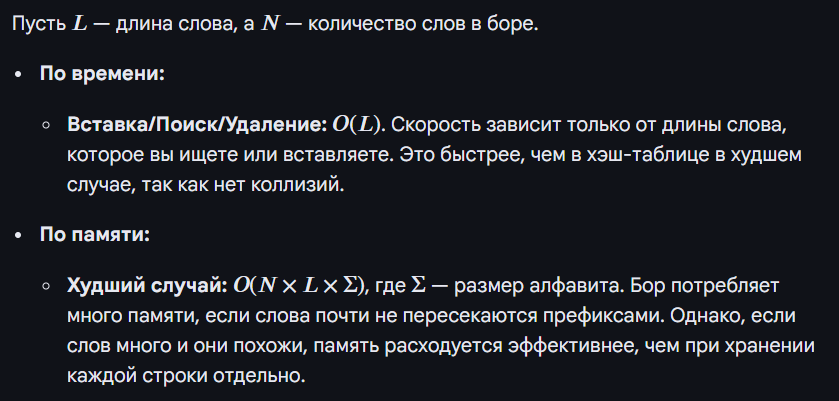 Пусть L — длина слова, а N — количество слов в боре.
• По времени:
◦ Вставка/Поиск/Удаление: O(L). Скорость зависит только от длины слова,
которое вы ищете или вставляете. Это быстрее, чем в хэш-таблице в худшем
случае, так как нет коллизий.
• По памяти:
◦ Худший случай: O(N × L × Σ), где Σ — размер алфавита. Бор потребляет
много памяти, если слова почти не пересекаются префиксами. Однако, если
слов много и они похожи, память расходуется эффективнее, чем при хранении
каждой строки отдельно.